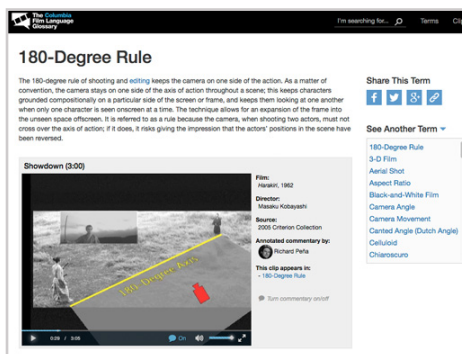 The Columbia
Film Language
Glossary
I'm searching for...
Terms
180-Degree Rule
The 180-degree rule of shooting and editing keeps the camera on one side of the action. As a matter of
convention, the camera stays on one side of the axis of action throughout a scene; this keeps characters
grounded compositionally on a particular side of the screen or frame, and keeps them looking at one another
when only one character is seen onscreen at a time. The technique allows for an expansion of the frame into
the unseen space offscreen. It is referred to as a rule because the camera, when shooting two actors, must not
cross over the axis of action; if it does, it risks giving the impression that the actors' positions in the scene have
been reversed.
Share This Term
See Another Term
180-Degree Rule
3-D Film
Aerial Shot
Aspect Ratio
Black-and-White Film
Camera Angle
Camera Movement
Canted Angle (Dutch Angle)
Celluloid
Chiaroscuro
Showdown (3:00)
180 Degree Axis
0:29 / 3:05
On
Film:
Harakiri, 1962
Director:
Masaku Kobayashi
Source:
2005 Criterion Collection
Annotated commentary by:
Richard Peña
This clip appears in:
- 180-Degree Rule
Turn commentary on/off